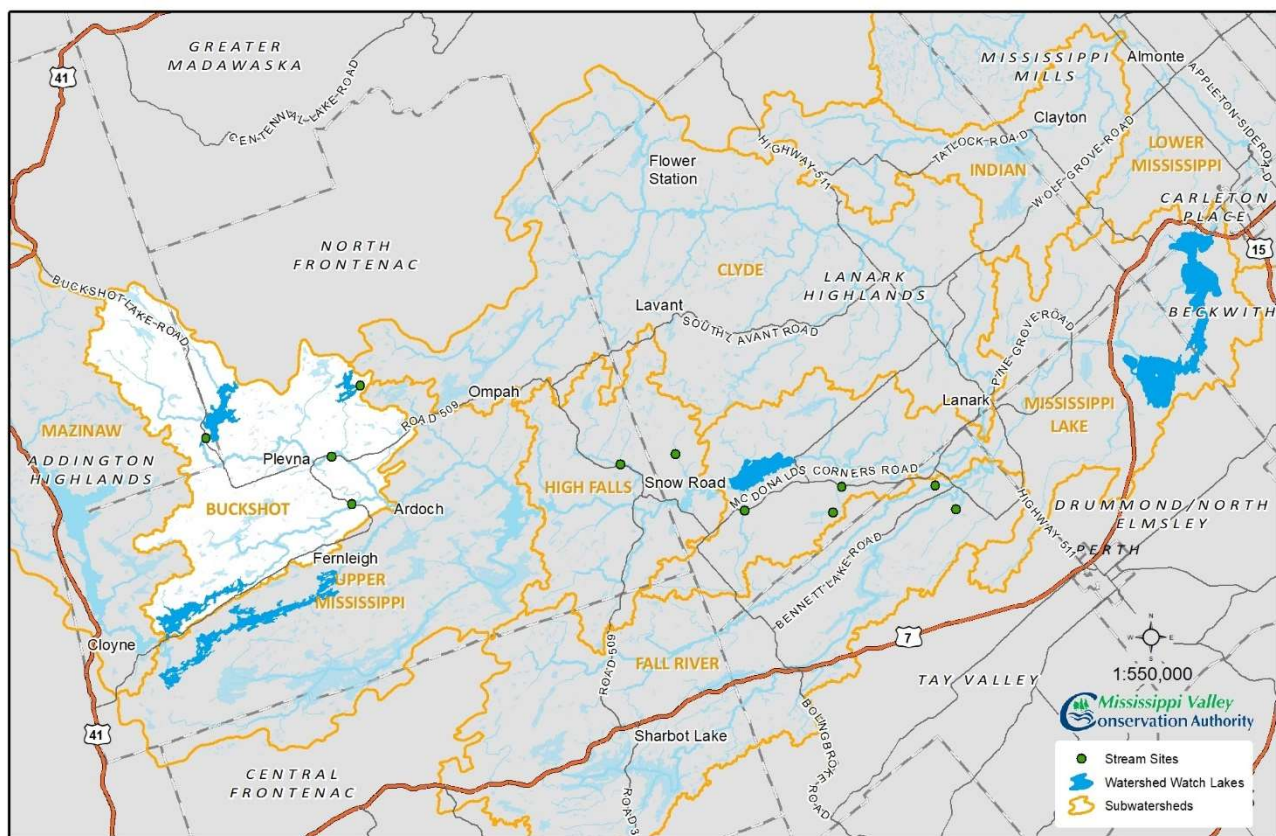 GREATER
MADAWASKA
41
CENTENNIAL LAKE ROAD
MISSISSIPPI
MILLS
Almonte
APPLETON SIDEROAD
Clayton
TATLOCK ROAD
HIGHWAY 511
WOLF GROVE ROAD
INDIAN
LOWER
MISSISSIPPI
Flower
Station
CARLETON
PLACE
15
NORTH
FRONTENAC
CLYDE
LANARK
HIGHLANDS
BUCKSHOT LAKE ROAD
BECKWITH
Lavant
SOUTH LAVANT ROAD
PINE GROVE ROAD
Ompah
ROAD 509
Lanark
MISSISSIPPI
LAKE
MAZINAW
ADDINGTON
HIGHLANDS
Plevna
BUCKSHOT
Ardoch
HIGH FALLS
Snow Road
MCDONALDS CORNERS ROAD
DRUMMOND/NORTH
ELMSLEY
HIGHWAY 511
PERTH
Fernleigh
UPPER
MISSISSIPPI
BENNETT LAKE ROAD
Cloyne
7
FALL RIVER
ROAD 509
TAY VALLEY
N
W
E
S
1:550,000
Mississippi Valley
Conservation Authority
41
Sharbot Lake
BOLINGBROKE ROAD
CENTRAL
FRONTENAC
ROAD 3
Stream Sites
Watershed Watch Lakes
Subwatersheds